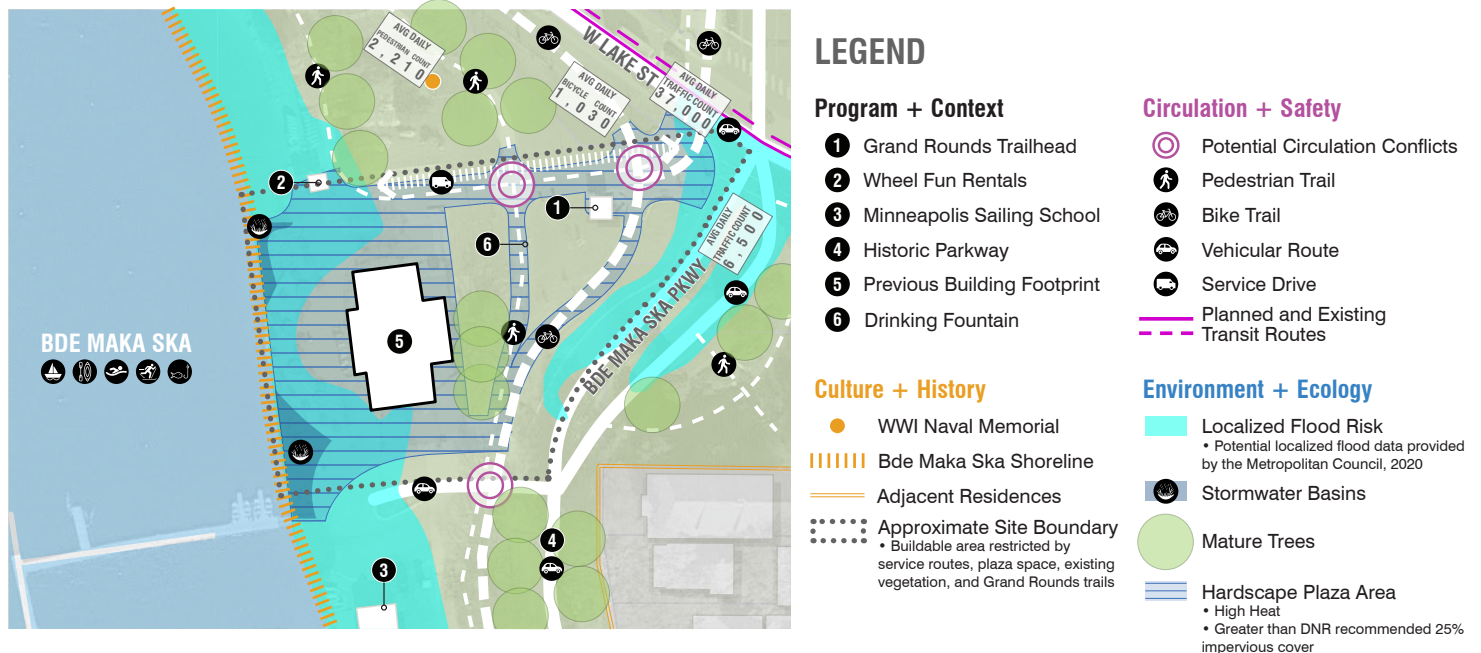 AVG DAILY
PEDESTRIAN COUNT
2,210
AVG DAILY
BICYCLE COUNT
1,030
W LAKE ST
AVG DAILY
TRAFFIC COUNT
37,000
2
1
6
AVG DAILY
TRAFFIC COUNT
6,500
5
BDE MAKA SKA
BDE MAKA SKA PKWY
4
3
LEGEND
Program + Context
1 Grand Rounds Trailhead
2 Wheel Fun Rentals
3 Minneapolis Sailing School
4 Historic Parkway
5 Previous Building Footprint
6 Drinking Fountain
Circulation + Safety
Potential Circulation Conflicts
Pedestrian Trail
Bike Trail
Vehicular Route
Service Drive
Planned and Existing
Transit Routes
Culture + History
WWI Naval Memorial
Bde Maka Ska Shoreline
Adjacent Residences
Approximate Site Boundary
• Buildable area restricted by
service routes, plaza space, existing
vegetation, and Grand Rounds trails
Environment + Ecology
Localized Flood Risk
• Potential localized flood data provided
by the Metropolitan Council, 2020
Stormwater Basins
Mature Trees
Hardscape Plaza Area
• High Heat
• Greater than DNR recommended 25%
impervious cover